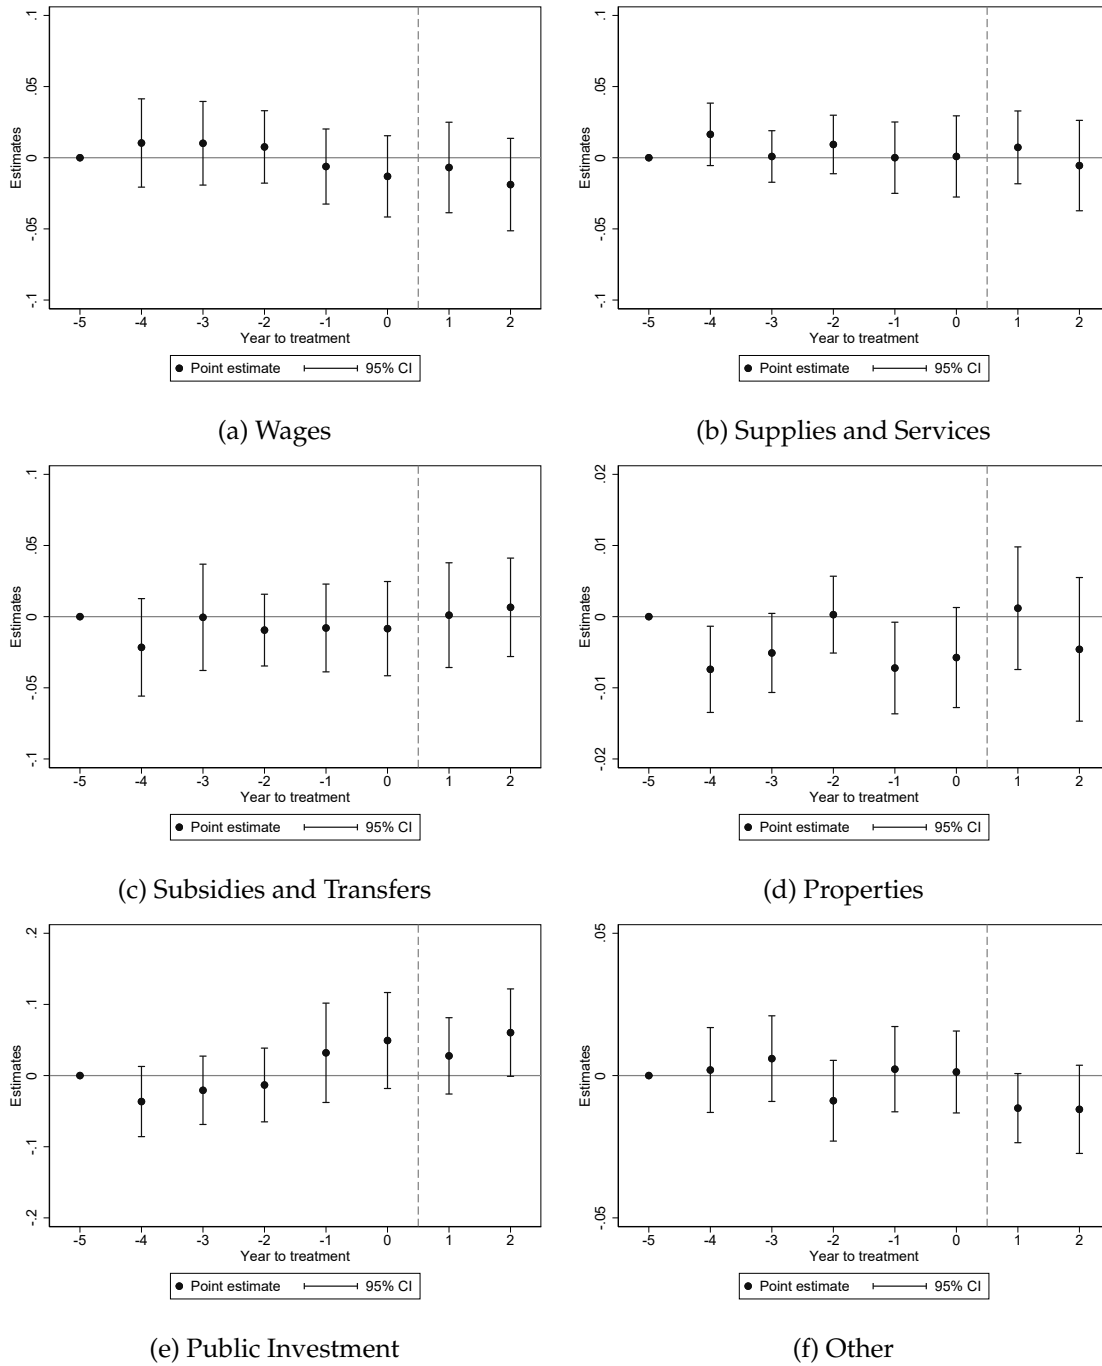 .1
.05
0
-.05
-.1
Estimates
-5 -4 -3 -2 -1 0 1 2
Year to treatment
Point estimate 95% CI
(a) Wages
.1
.05
0
-.05
-.1
Estimates
-5 -4 -3 -2 -1 0 1 2
Year to treatment
Point estimate 95% CI
(b) Supplies and Services
.1
.05
0
-.05
-.1
Estimates
-5 -4 -3 -2 -1 0 1 2
Year to treatment
Point estimate 95% CI
(c) Subsidies and Transfers
.02
.01
0
-.01
-.02
Estimates
-5 -4 -3 -2 -1 0 1 2
Year to treatment
Point estimate 95% CI
(d) Properties
.2
.1
0
-.1
-.2
Estimates
-5 -4 -3 -2 -1 0 1 2
Year to treatment
Point estimate 95% CI
(e) Public Investment
.05
0
-.05
Estimates
-5 -4 -3 -2 -1 0 1 2
Year to treatment
Point estimate 95% CI
(f) Other